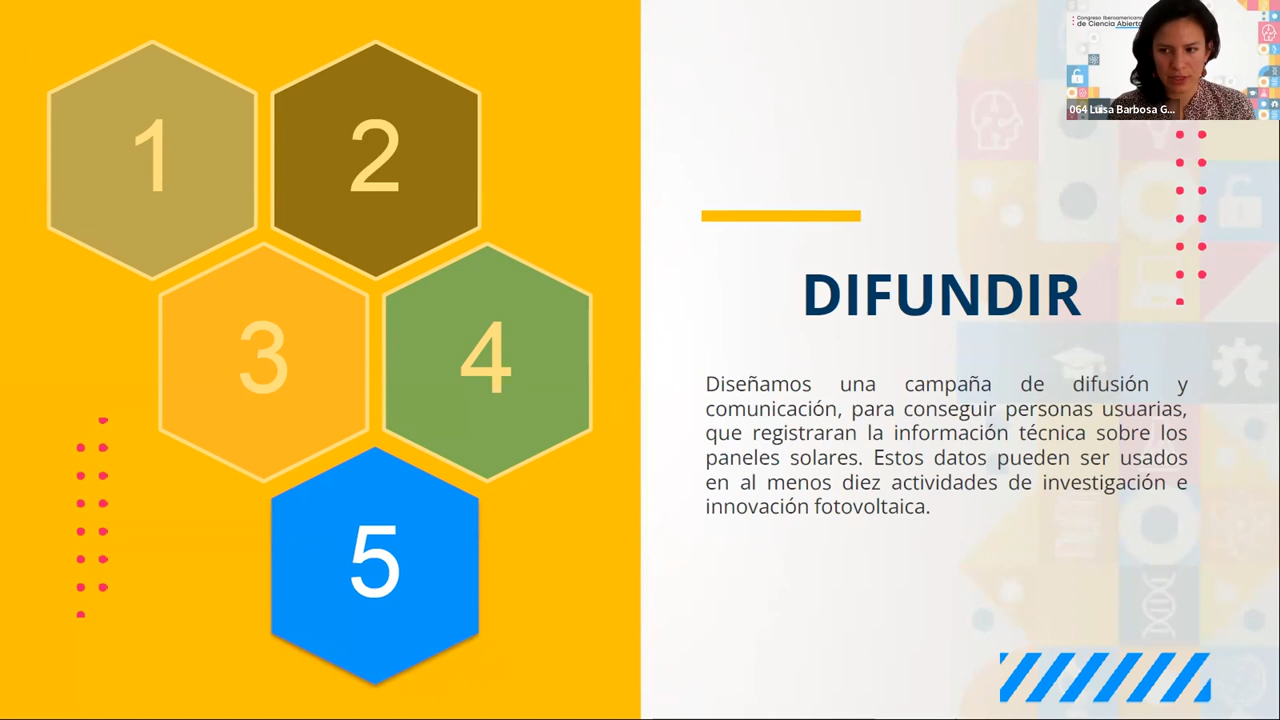 1
2
3
4
5
Congreso Iberoamericano
de Ciencia Abierta
064 Luisa Barbosa G...
DIFUNDIR
Diseñamos una campaña de difusión y
comunicación, para conseguir personas usuarias,
que registraran la información técnica sobre los
paneles solares. Estos datos pueden ser usados
en al menos diez actividades de investigación e
innovación fotovoltaica.